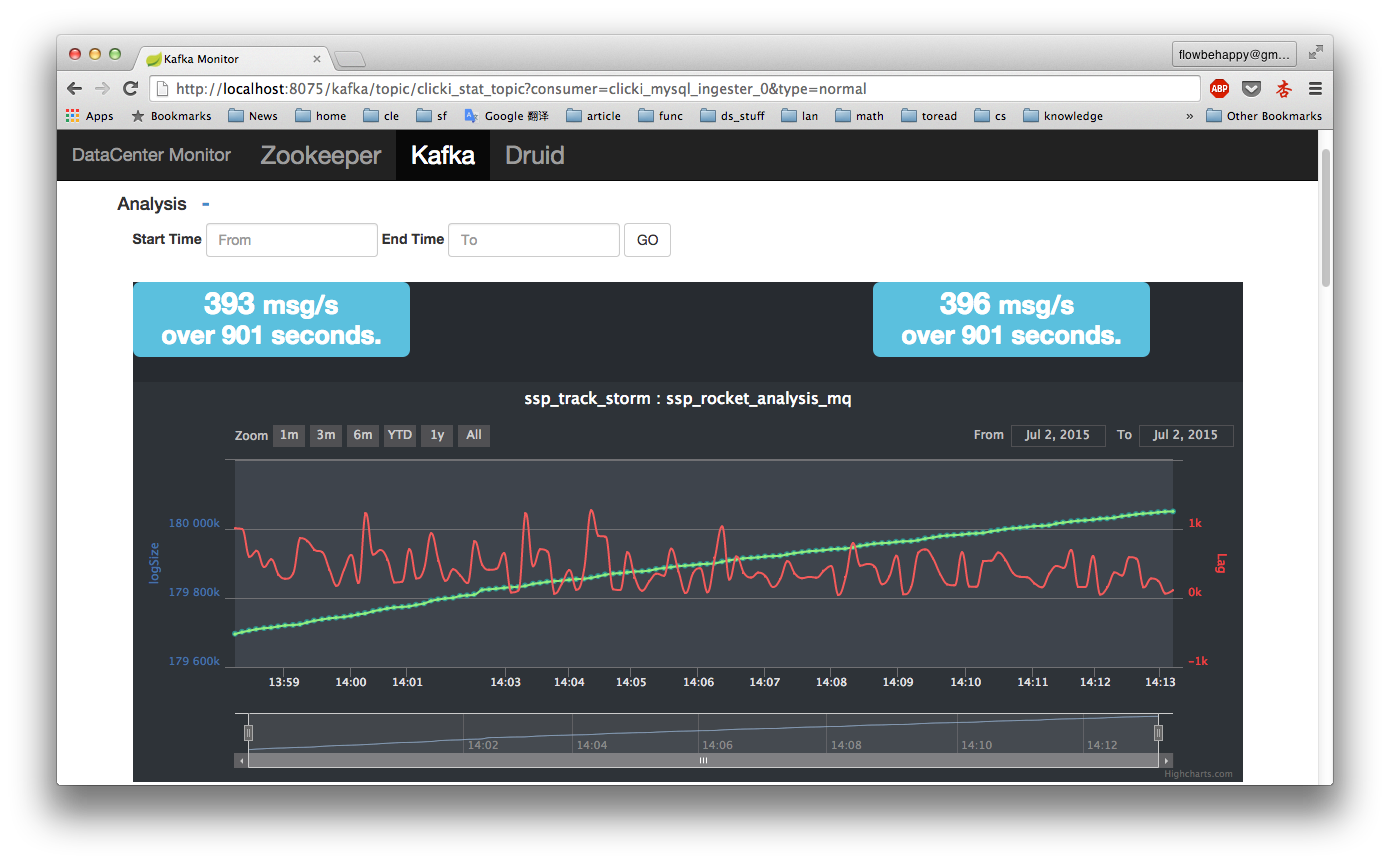 Kafka Monitor
flowbehappy@gm...
http://localhost:8075/kafka/topic/clicki_stat_topic?consumer=clicki_mysql_ingester_0&type=normal
ABP
Apps Bookmarks News home cle sf Google 翻译 article func ds_stuff lan math toread cs knowledge » Other Bookmarks
DataCenter Monitor Zookeeper Kafka Druid
Analysis -
Start Time From End Time To GO
393 msg/s
over 901 seconds.
396 msg/s
over 901 seconds.
ssp_track_storm : ssp_rocket_analysis_mq
Zoom 1m 3m 6m YTD 1y All From Jul 2, 2015 To Jul 2, 2015
180 000k
179 800k
179 600k
logSize
1k
0k
-1k
Lag
13:59 14:00 14:01 14:03 14:04 14:05 14:06 14:07 14:08 14:09 14:10 14:11 14:12 14:13
14:02 14:04 14:06 14:08 14:10 14:12
Highcharts.com